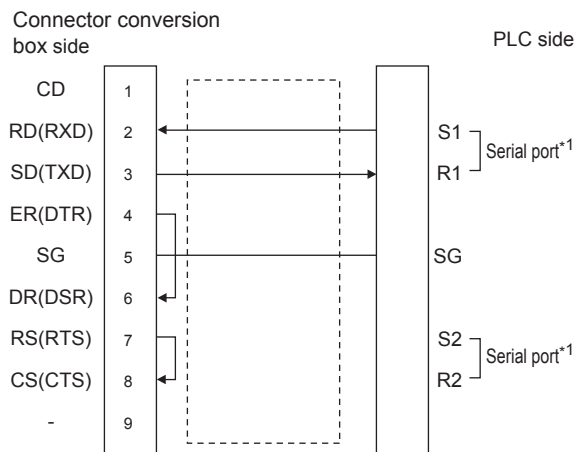 Connector conversion
box side
PLC side
CD 1
RD(RXD) 2 S1
Serial port*1
SD(TXD) 3 R1
ER(DTR) 4
SG 5 SG
DR(DSR) 6
RS(RTS) 7 S2
Serial port*1
CS(CTS) 8 R2
- 9